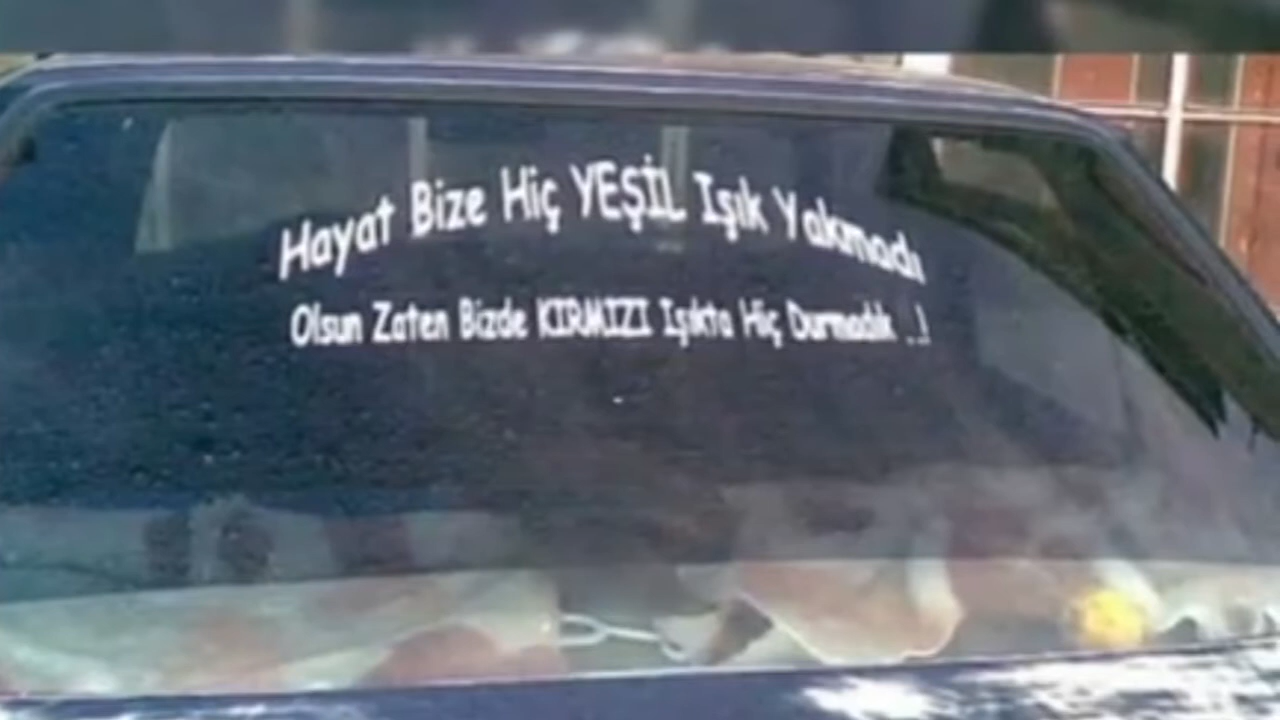 Hayat Bize Hiç YEŞİL Işık Yakmadı
Olsun Zaten Bizde KIRMIZI Işıkta Hiç Durmadık ..!